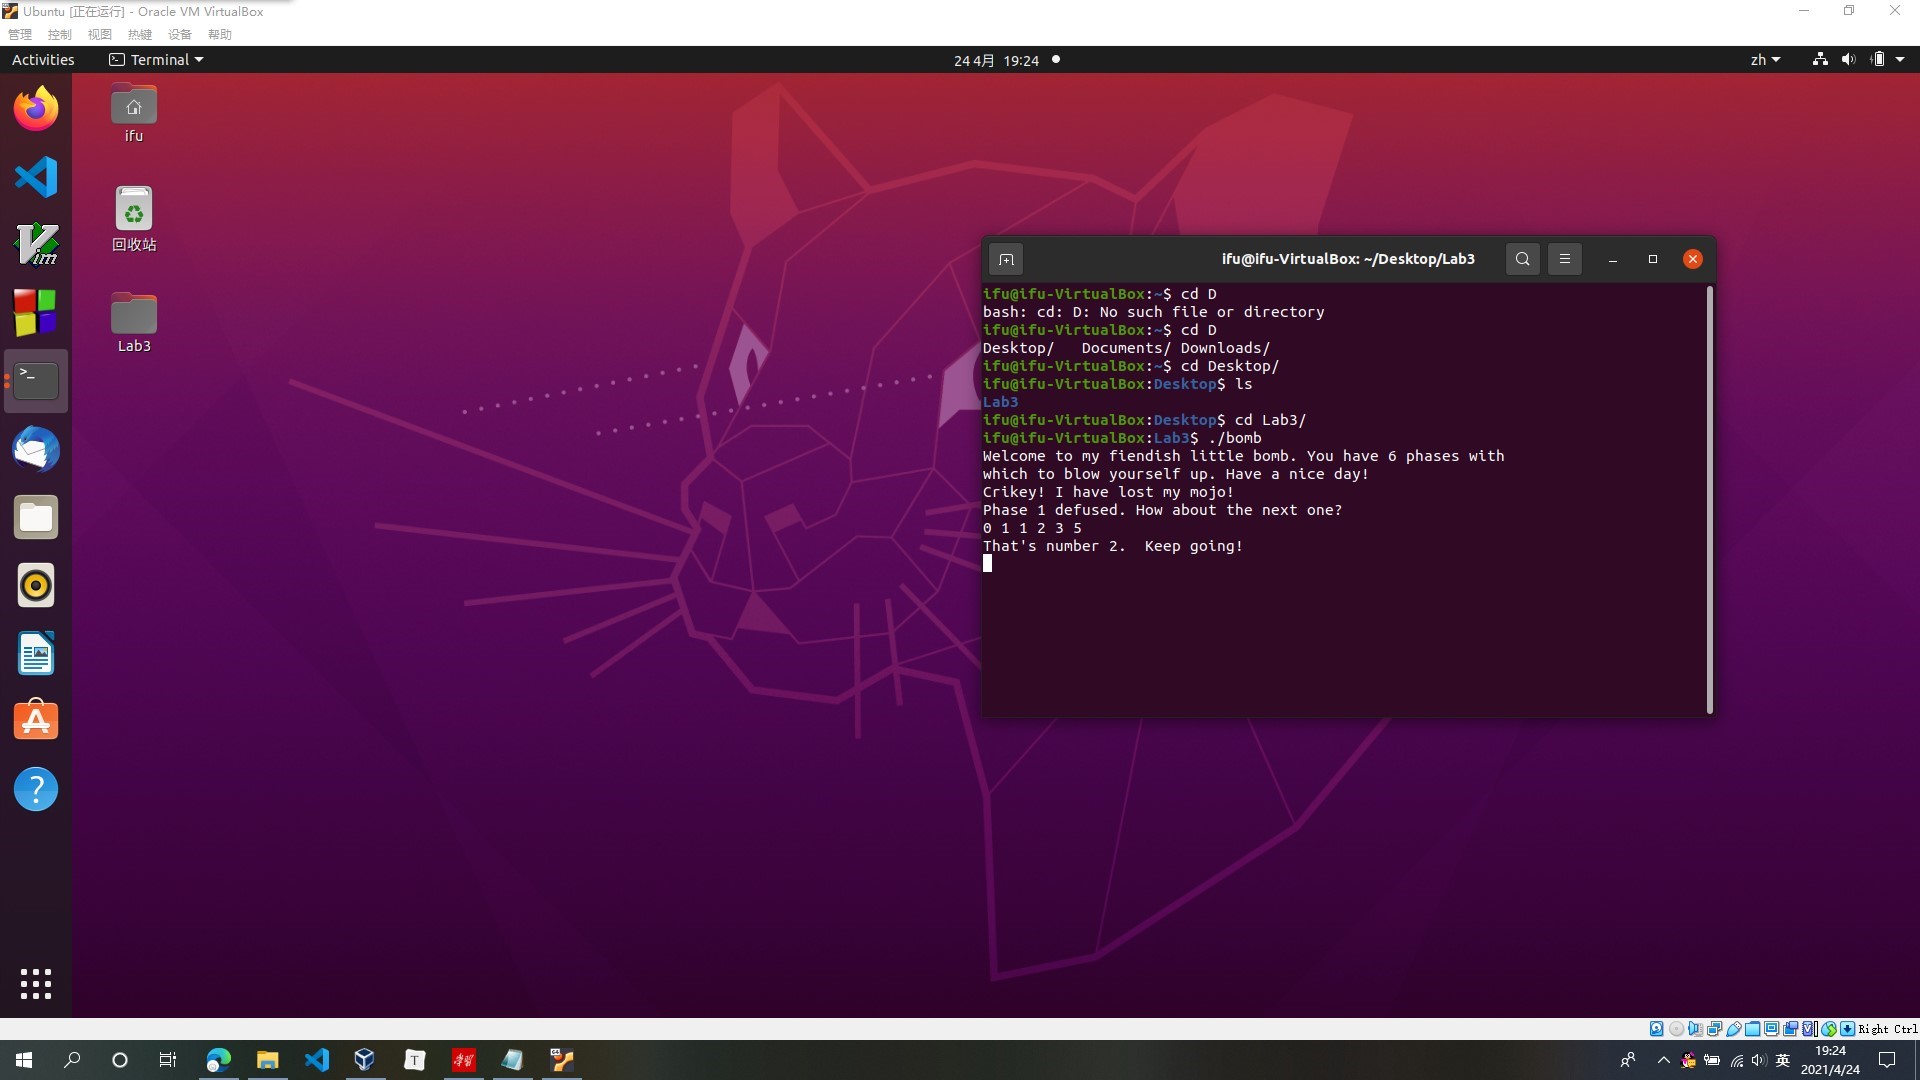 Ubuntu [正在运行] - Oracle VM VirtualBox
管理 控制 视图 热键 设备 帮助
Activities Terminal 24 4月 19:24 zh
ifu
回收站
Lab3
ifu@ifu-VirtualBox: ~/Desktop/Lab3
ifu@ifu-VirtualBox:~$ cd D
bash: cd: D: No such file or directory
ifu@ifu-VirtualBox:~$ cd D
Desktop/   Documents/ Downloads/
ifu@ifu-VirtualBox:~$ cd Desktop/
ifu@ifu-VirtualBox:Desktop$ ls
Lab3
ifu@ifu-VirtualBox:Desktop$ cd Lab3/
ifu@ifu-VirtualBox:Lab3$ ./bomb
Welcome to my fiendish little bomb. You have 6 phases with
which to blow yourself up. Have a nice day!
Crikey! I have lost my mojo!
Phase 1 defused. How about the next one?
0 1 1 2 3 5
That's number 2.  Keep going!
Right Ctrl
英
19:24
2021/4/24